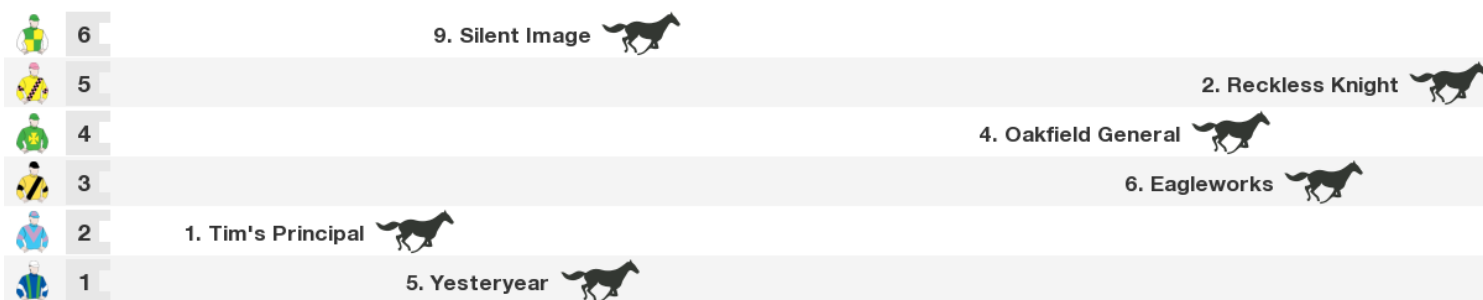 6 9. Silent Image
5 2. Reckless Knight
4 4. Oakfield General
3 6. Eagleworks
2 1. Tim's Principal
1 5. Yesteryear